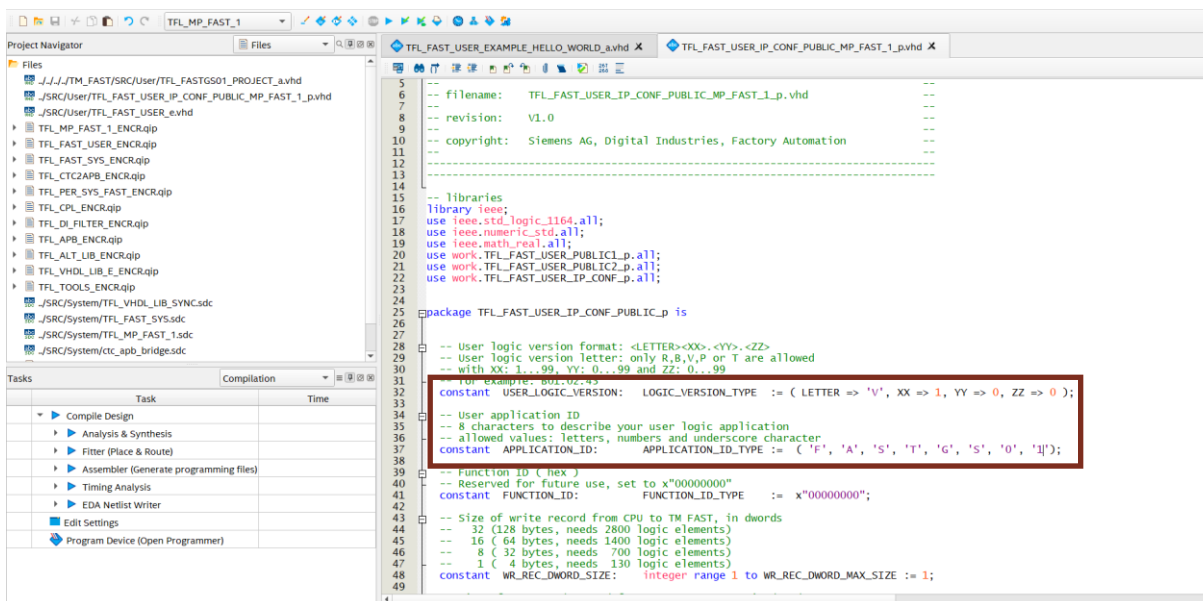 TFL_MP_FAST_1
Project Navigator
Files
Files
../../../../TM_FAST/SRC/User/TFL_FASTGS01_PROJECT_a.vhd
../SRC/User/TFL_FAST_USER_IP_CONF_PUBLIC_MP_FAST_1_p.vhd
../SRC/User/TFL_FAST_USER_e.vhd
TFL_MP_FAST_1_ENCR.qip
TFL_FAST_USER_ENCR.qip
TFL_FAST_SYS_ENCR.qip
TFL_CTC2APB_ENCR.qip
TFL_PER_SYS_FAST_ENCR.qip
TFL_CPL_ENCR.qip
TFL_DI_FILTER_ENCR.qip
TFL_APB_ENCR.qip
TFL_ALT_LIB_ENCR.qip
TFL_VHDL_LIB_E_ENCR.qip
TFL_TOOLS_ENCR.qip
../SRC/System/TFL_VHDL_LIB_SYNC.sdc
../SRC/System/TFL_FAST_SYS.sdc
../SRC/System/TFL_MP_FAST_1.sdc
../SRC/System/ctc_apb_bridge.sdc
Tasks
Compilation
Task Time
Compile Design
Analysis & Synthesis
Fitter (Place & Route)
Assembler (Generate programming files)
Timing Analysis
EDA Netlist Writer
Edit Settings
Program Device (Open Programmer)
TFL_FAST_USER_EXAMPLE_HELLO_WORLD_a.vhd
TFL_FAST_USER_IP_CONF_PUBLIC_MP_FAST_1_p.vhd
5 -- --
6 -- filename: TFL_FAST_USER_IP_CONF_PUBLIC_MP_FAST_1_p.vhd --
7 -- --
8 -- revision: V1.0 --
9 -- --
10 -- copyright: Siemens AG, Digital Industries, Factory Automation --
11 -- --
12 --------------------------------------------------------------------------------
13 --------------------------------------------------------------------------------
14
15 -- libraries
16 library ieee;
17 use ieee.std_logic_1164.all;
18 use ieee.numeric_std.all;
19 use ieee.math_real.all;
20 use work.TFL_FAST_USER_PUBLIC1_p.all;
21 use work.TFL_FAST_USER_PUBLIC2_p.all;
22 use work.TFL_FAST_USER_IP_CONF_p.all;
23
24
25 package TFL_FAST_USER_IP_CONF_PUBLIC_p is
26
27
28 -- User logic version format: <LETTER><XX>.<YY>.<ZZ>
29 -- User logic version letter: only R,B,V,P or T are allowed
30 -- with XX: 1...99, YY: 0...99 and ZZ: 0...99
31 -- for example: B01.02.43
32 constant USER_LOGIC_VERSION: LOGIC_VERSION_TYPE := ( LETTER => 'V', XX => 1, YY => 0, ZZ => 0 );
33
34 -- User application ID
35 -- 8 characters to describe your user logic application
36 -- allowed values: letters, numbers and underscore character
37 constant APPLICATION_ID: APPLICATION_ID_TYPE := ( 'F', 'A', 'S', 'T', 'G', 'S', '0', '1');
38
39 -- Function ID ( hex )
40 -- Reserved for future use, set to x"00000000"
41 constant FUNCTION_ID: FUNCTION_ID_TYPE := x"00000000";
42
43 -- Size of write record from CPU to TM FAST, in dwords
44 -- 32 (128 bytes, needs 2800 logic elements)
45 -- 16 ( 64 bytes, needs 1400 logic elements)
46 -- 8 ( 32 bytes, needs 700 logic elements)
47 -- 1 ( 4 bytes, needs 130 logic elements)
48 constant WR_REC_DWORD_SIZE: integer range 1 to WR_REC_DWORD_MAX_SIZE := 1;
49